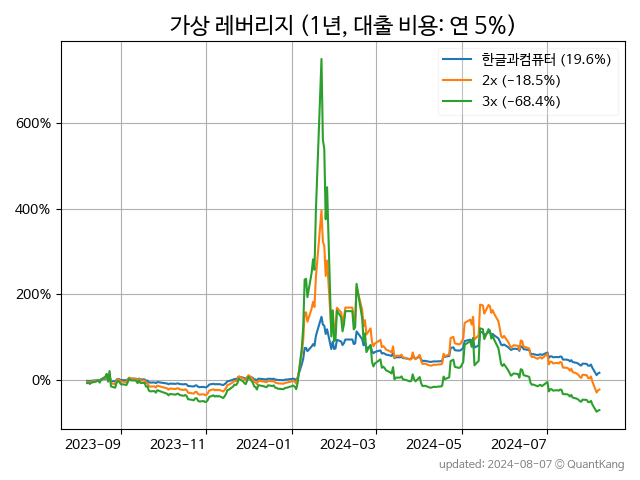 가상 레버리지 (1년, 대출 비용: 연 5%)
한글과컴퓨터 (19.6%)
2x (−18.5%)
3x (−68.4%)
600%
400%
200%
0%
2023-09 2023-11 2024-01 2024-03 2024-05 2024-07
updated: 2024-08-07 © QuantKang